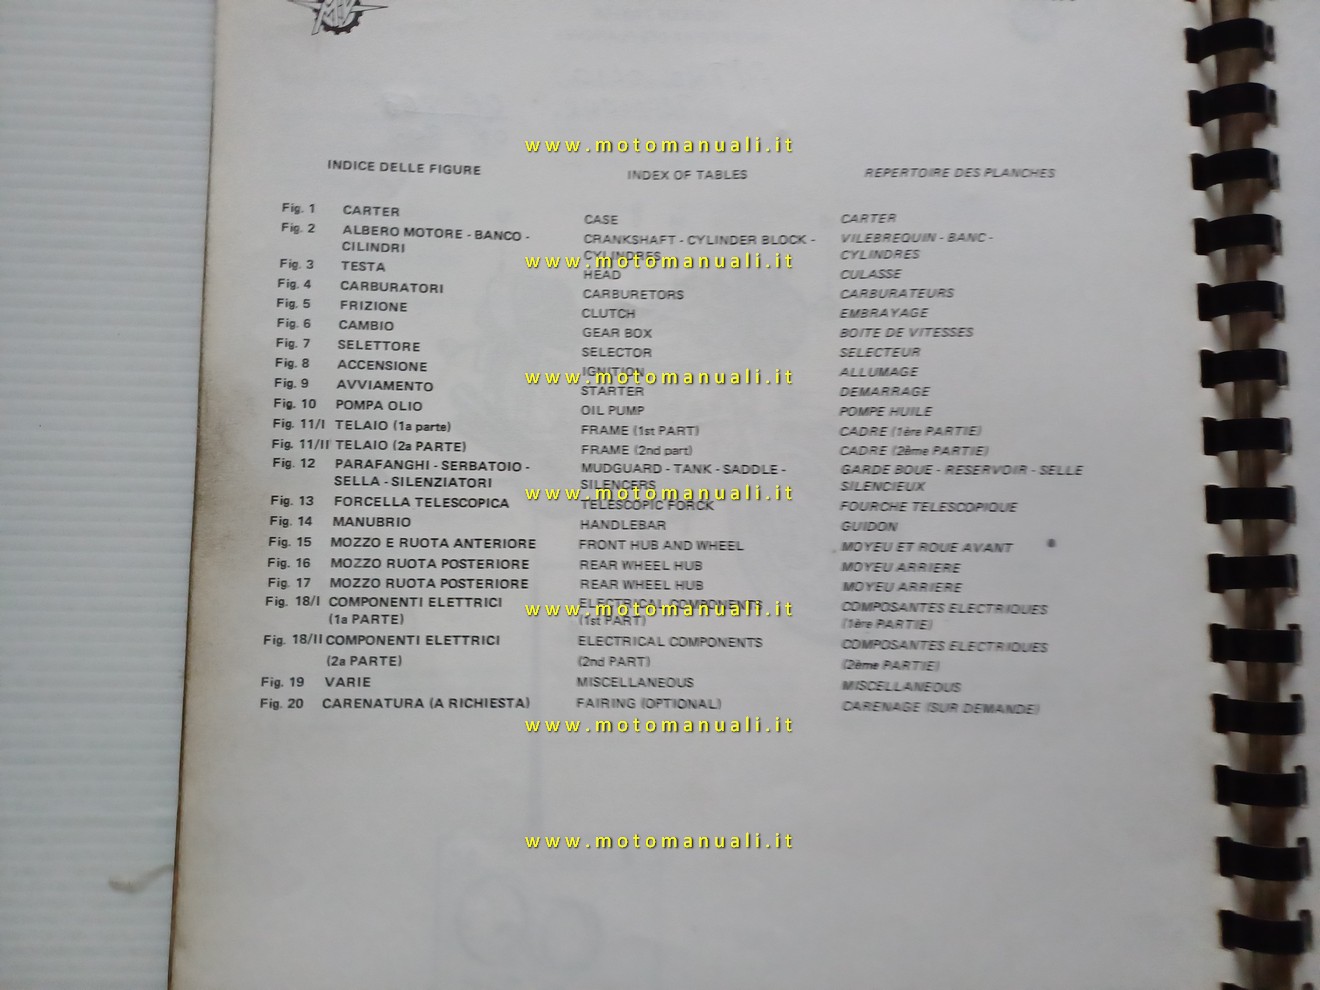 MV
www.motomanuali.it
INDICE DELLE FIGURE INDEX OF TABLES REPERTOIRE DES PLANCHES
Fig. 1 CARTER CASE CARTER
Fig. 2 ALBERO MOTORE - BANCO - CRANKSHAFT - CYLINDER BLOCK - VILEBREQUIN - BANC -
CILINDRI CYLINDRES CYLINDRES
www.motomanuali.it
Fig. 3 TESTA HEAD CULASSE
Fig. 4 CARBURATORI CARBURETORS CARBURATEURS
Fig. 5 FRIZIONE CLUTCH EMBRAYAGE
Fig. 6 CAMBIO GEAR BOX BOITE DE VITESSES
Fig. 7 SELETTORE SELECTOR SELECTEUR
Fig. 8 ACCENSIONE IGNITION ALLUMAGE
www.motomanuali.it
Fig. 9 AVVIAMENTO STARTER DEMARRAGE
Fig. 10 POMPA OLIO OIL PUMP POMPE HUILE
Fig. 11/I TELAIO (1a parte) FRAME (1st PART) CADRE (1ère PARTIE)
Fig. 11/II TELAIO (2a PARTE) FRAME (2nd part) CADRE (2ème PARTIE)
Fig. 12 PARAFANGHI - SERBATOIO - MUDGUARD - TANK - SADDLE - GARDE BOUE - RESERVOIR - SELLE
SELLA - SILENZIATORI SILENCERS SILENCIEUX
www.motomanuali.it
Fig. 13 FORCELLA TELESCOPICA TELESCOPIC FORCK FOURCHE TELESCOPIQUE
Fig. 14 MANUBRIO HANDLEBAR GUIDON
Fig. 15 MOZZO E RUOTA ANTERIORE FRONT HUB AND WHEEL MOYEU ET ROUE AVANT
Fig. 16 MOZZO RUOTA POSTERIORE REAR WHEEL HUB MOYEU ARRIERE
Fig. 17 MOZZO RUOTA POSTERIORE REAR WHEEL HUB MOYEU ARRIERE
Fig. 18/I COMPONENTI ELETTRICI ELECTRICAL COMPONENTS COMPOSANTES ELECTRIQUES
www.motomanuali.it
(1a PARTE) (1st PART) (1ère PARTIE)
Fig. 18/II COMPONENTI ELETTRICI ELECTRICAL COMPONENTS COMPOSANTES ELECTRIQUES
(2a PARTE) (2nd PART) (2ème PARTIE)
Fig. 19 VARIE MISCELLANEOUS MISCELLANEOUS
Fig. 20 CARENATURA (A RICHIESTA) FAIRING (OPTIONAL) CARENAGE (SUR DEMANDE)
www.motomanuali.it
www.motomanuali.it